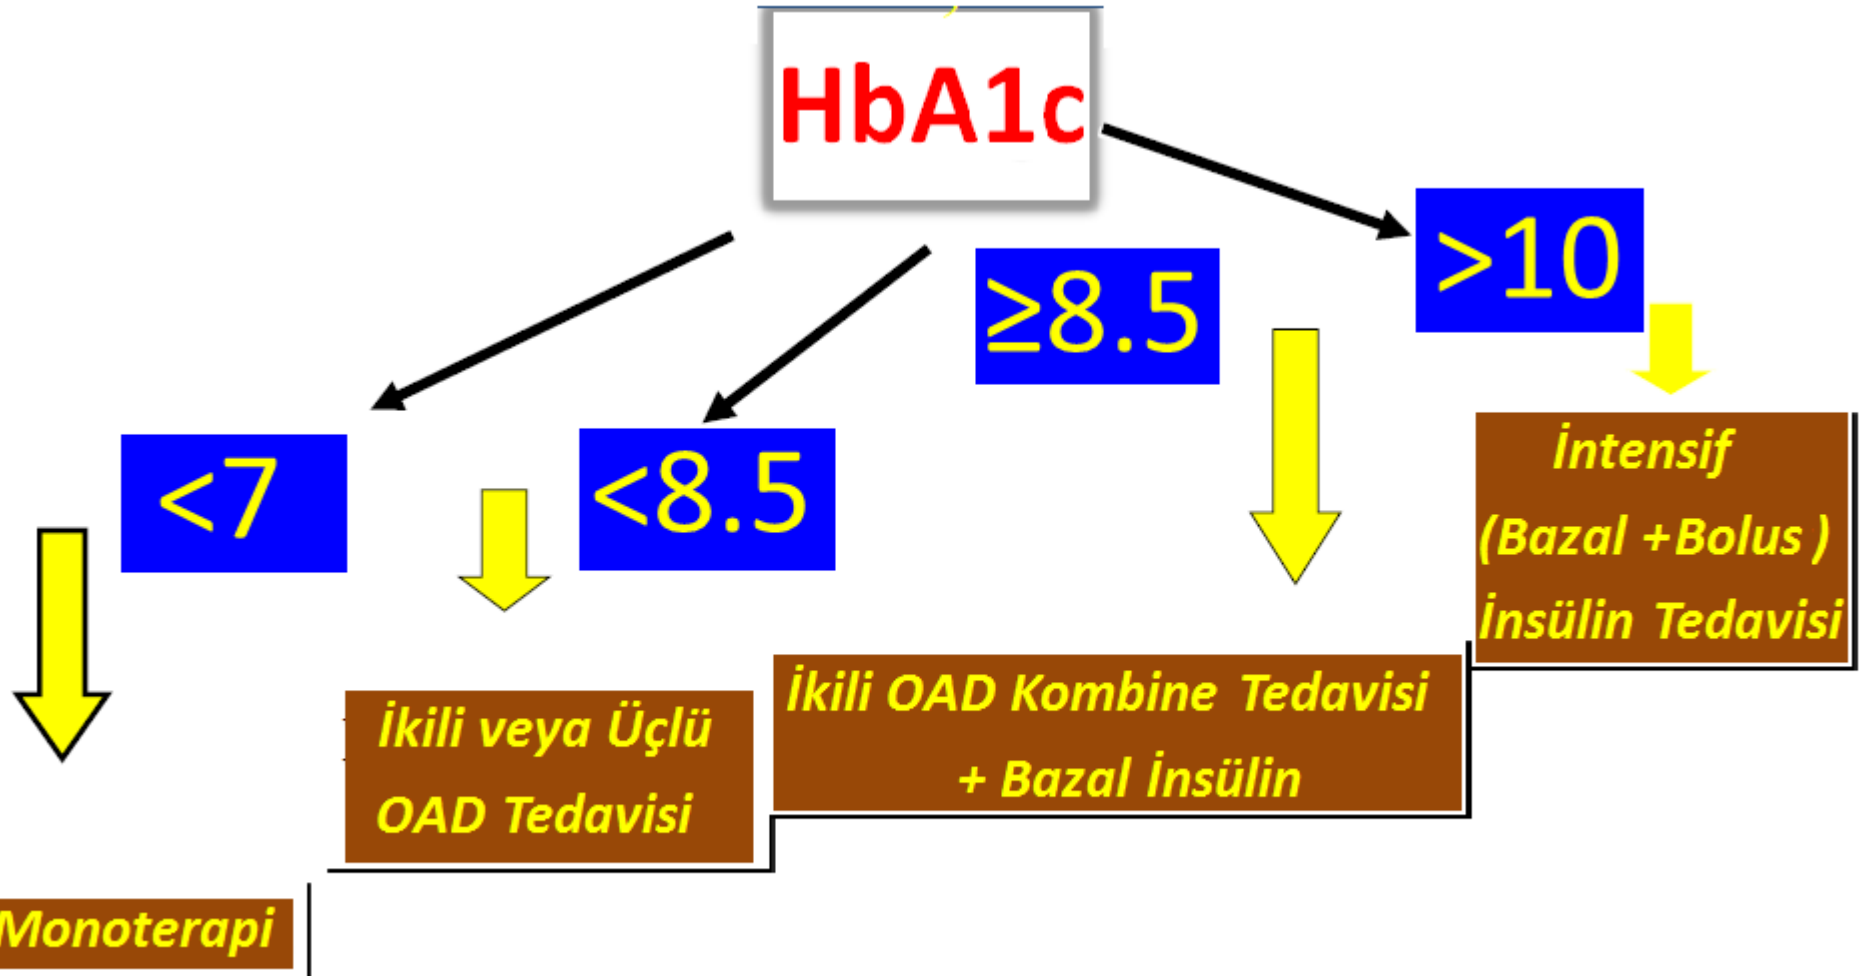 HbA1c
>10
≥8.5
<7
<8.5
İntensif
(Bazal +Bolus )
İnsülin Tedavisi
İkili OAD Kombine Tedavisi
+ Bazal İnsülin
İkili veya Üçlü
OAD Tedavisi
Monoterapi